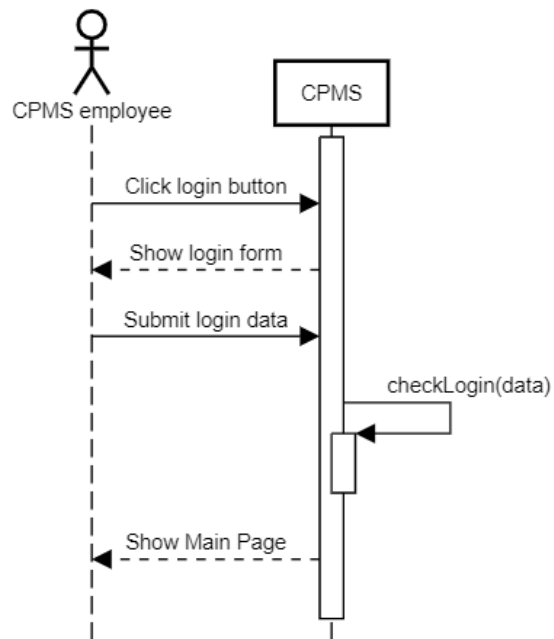 CPMS employee
CPMS
Click login button
Show login form
Submit login data
checkLogin(data)
Show Main Page